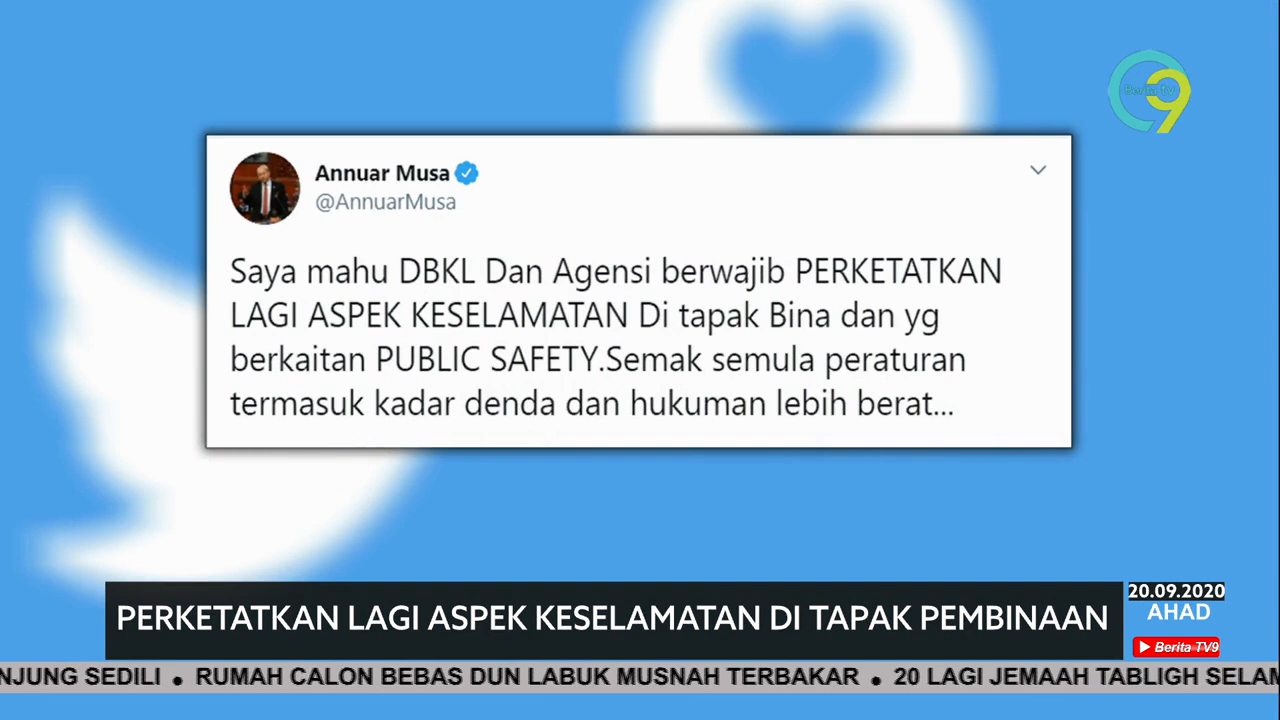 Berita TV
9
Annuar Musa
@AnnuarMusa
Saya mahu DBKL Dan Agensi berwajib PERKETATKAN
LAGI ASPEK KESELAMATAN Di tapak Bina dan yg
berkaitan PUBLIC SAFETY.Semak semula peraturan
termasuk kadar denda dan hukuman lebih berat...
PERKETATKAN LAGI ASPEK KESELAMATAN DI TAPAK PEMBINAAN
20.09.2020
AHAD
Berita TV9
NJUNG SEDILI • RUMAH CALON BEBAS DUN LABUK MUSNAH TERBAKAR • 20 LAGI JEMAAH TABLIGH SELAM